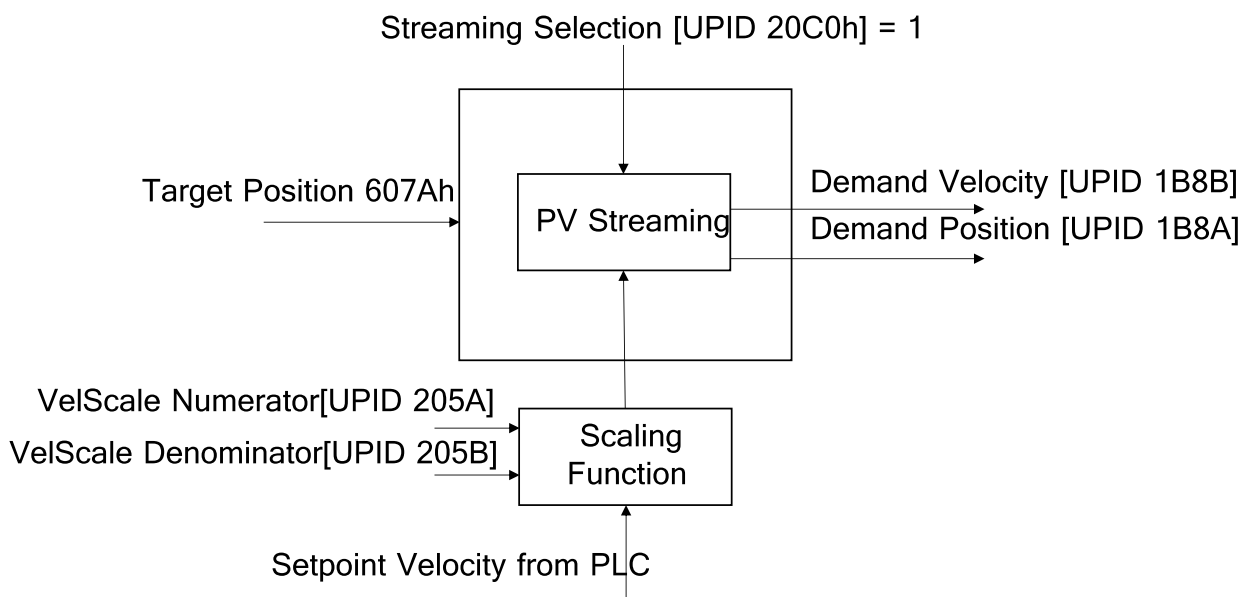 Streaming Selection [UPID 20C0h] = 1
Target Position 607Ah
PV Streaming
Demand Velocity [UPID 1B8B]
Demand Position [UPID 1B8A]
VelScale Numerator[UPID 205A]
VelScale Denominator[UPID 205B]
Scaling
Function
Setpoint Velocity from PLC